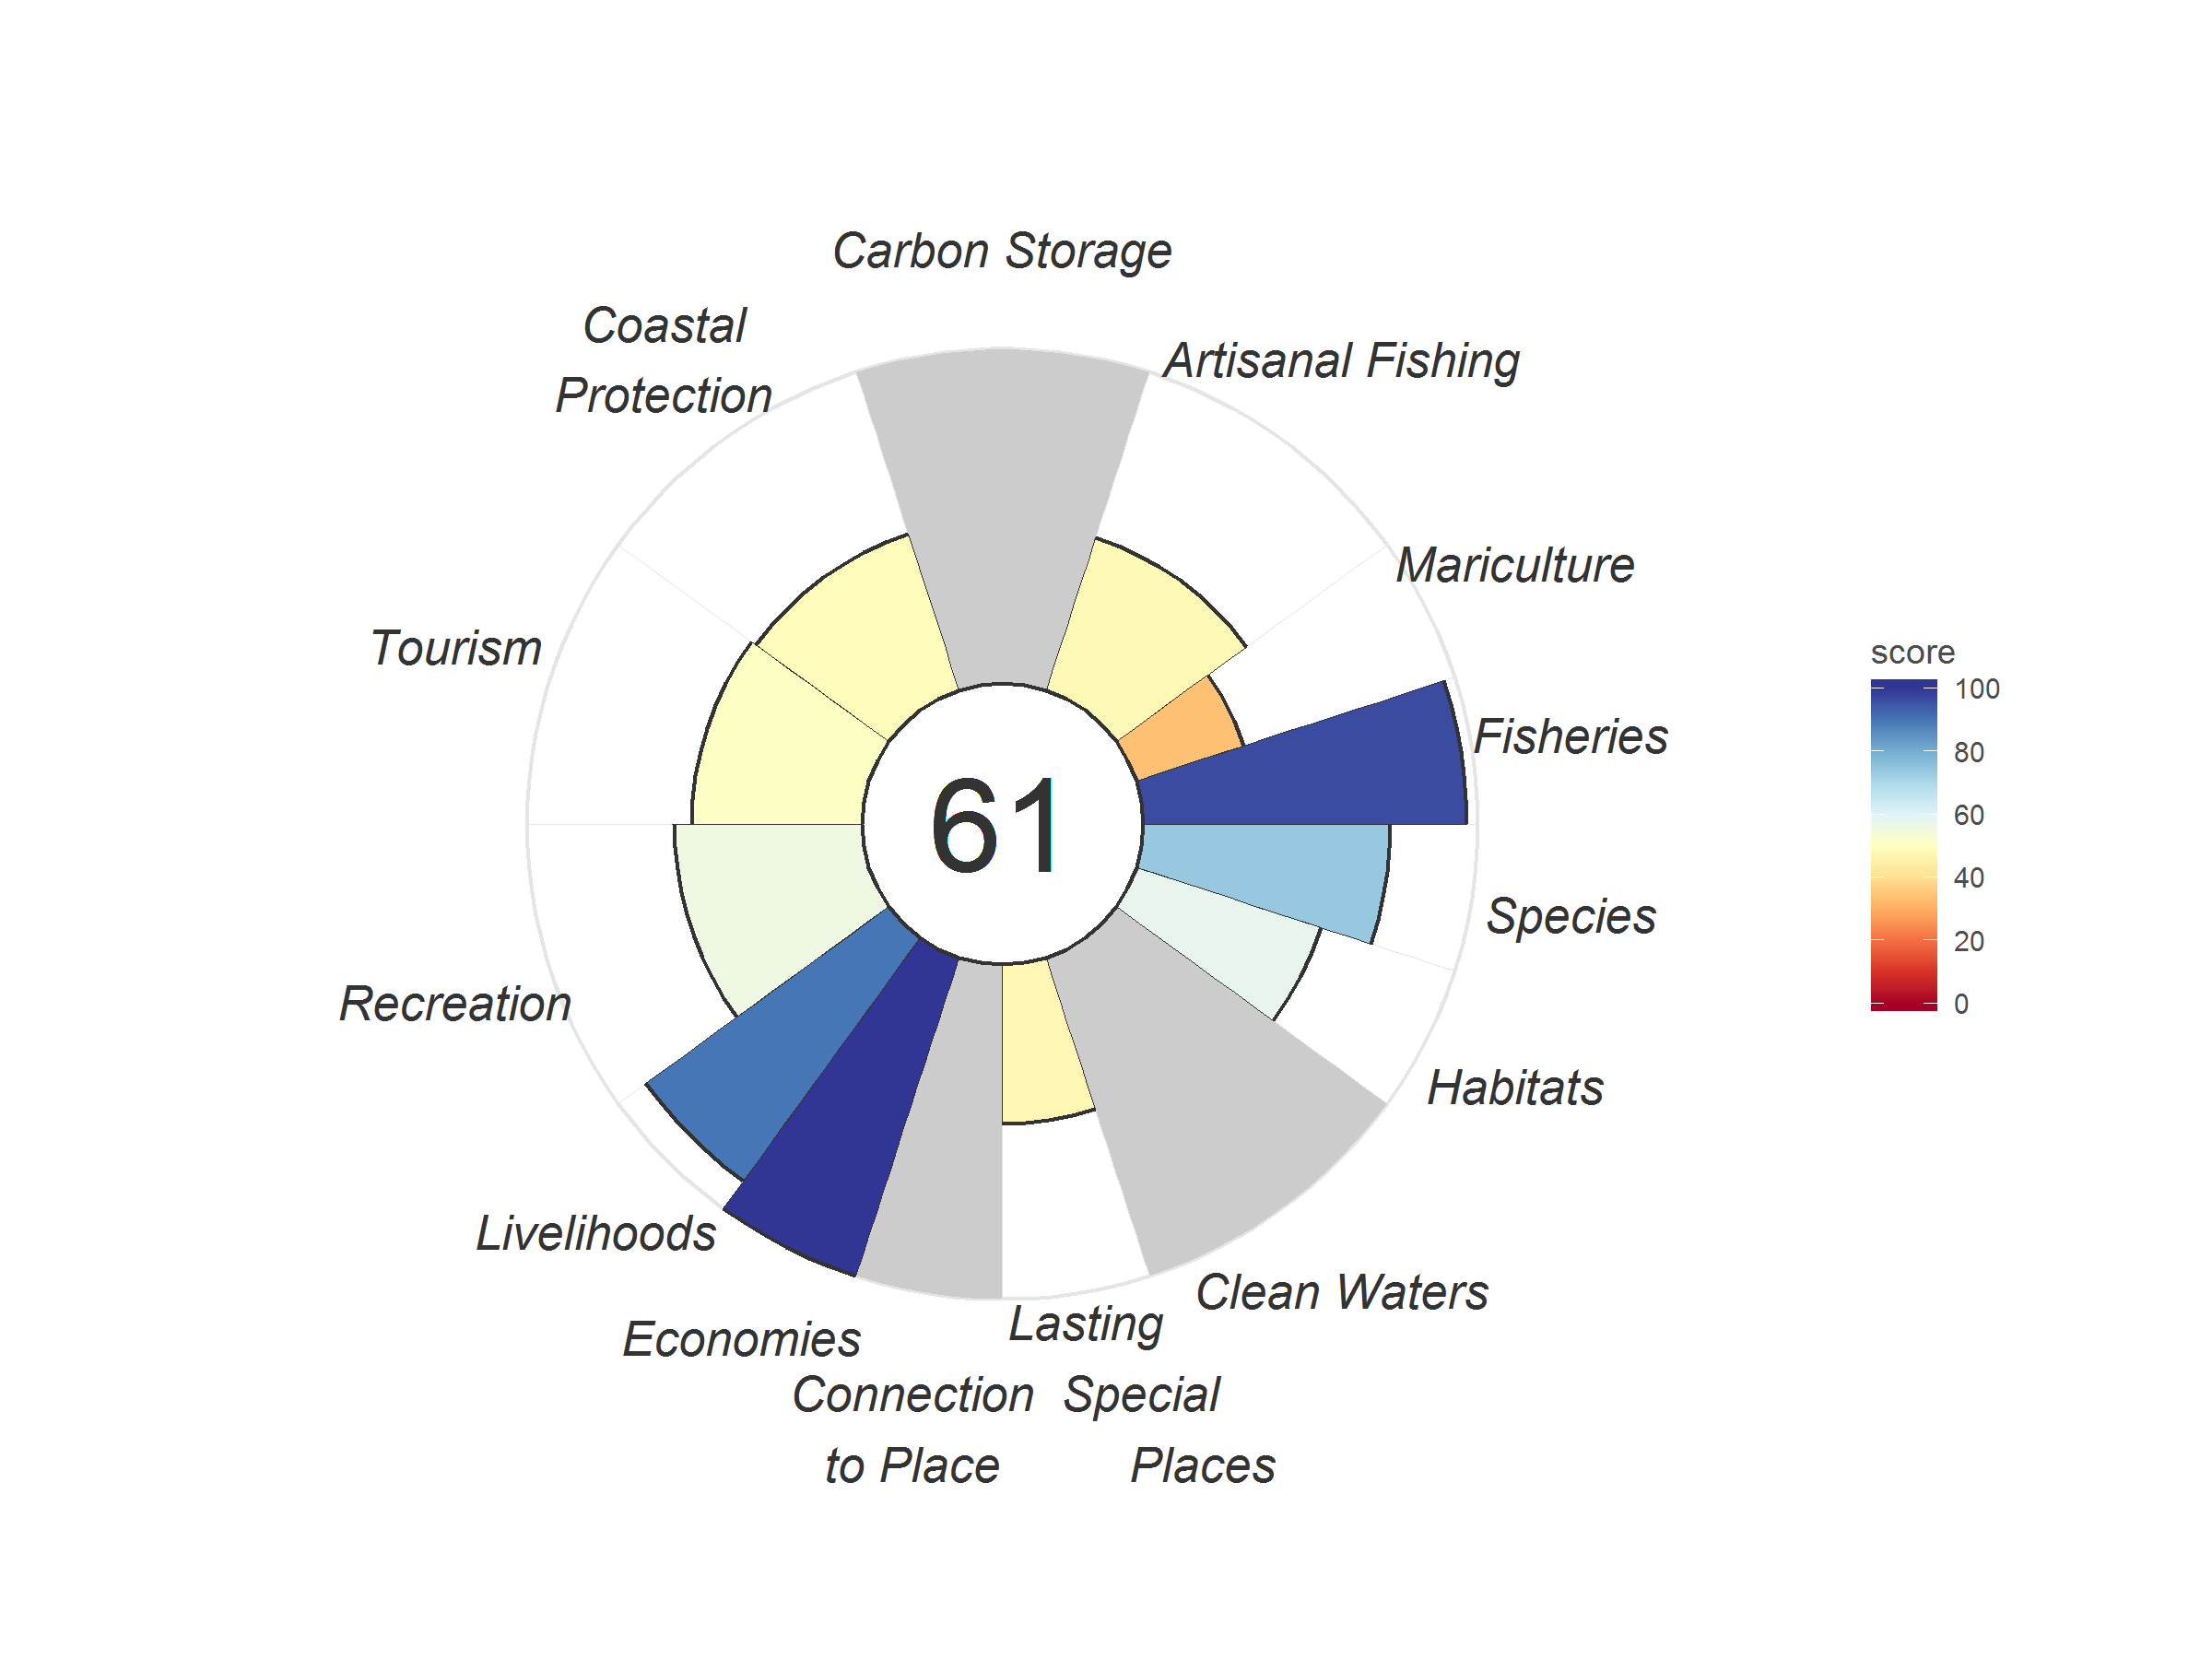 Carbon Storage
Coastal
Protection
Artisanal Fishing
Mariculture
Tourism
Fisheries
61
Species
Recreation
Habitats
Livelihoods
Clean Waters
Economies
Lasting
Special
Places
Connection
to Place
score
100
80
60
40
20
0